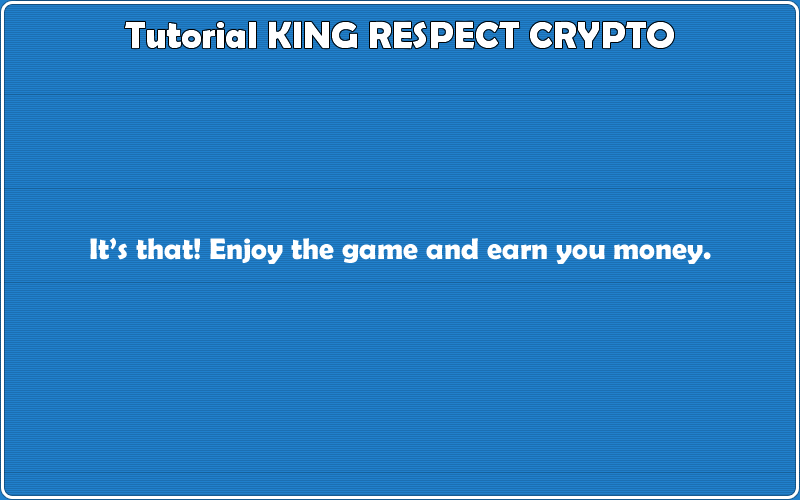 Tutorial KING RESPECT CRYPTO
It’s that! Enjoy the game and earn you money.